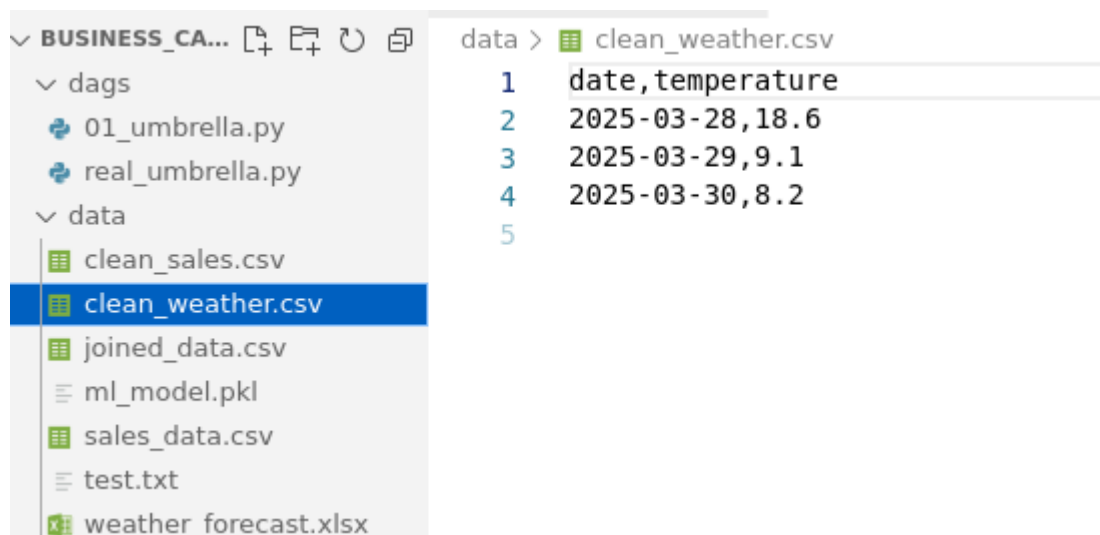 BUSINESS_CA...
dags
01_umbrella.py
real_umbrella.py
data
clean_sales.csv
clean_weather.csv
joined_data.csv
ml_model.pkl
sales_data.csv
test.txt
weather_forecast.xlsx
data > clean_weather.csv
1 date,temperature
2 2025-03-28,18.6
3 2025-03-29,9.1
4 2025-03-30,8.2
5